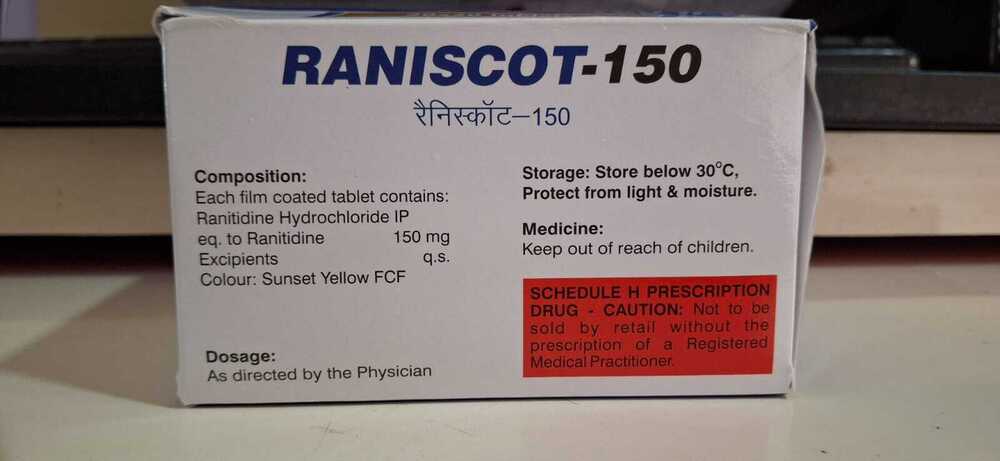 RANISCOT-150
रैनिस्कॉट–150
Composition:
Each film coated tablet contains:
Ranitidine Hydrochloride IP
eq. to Ranitidine 150 mg
Excipients q.s.
Colour: Sunset Yellow FCF
Dosage:
As directed by the Physician
Storage: Store below 30°C,
Protect from light & moisture.
Medicine:
Keep out of reach of children.
SCHEDULE H PRESCRIPTION
DRUG - CAUTION: Not to be
sold by retail without the
prescription of a Registered
Medical Practitioner.